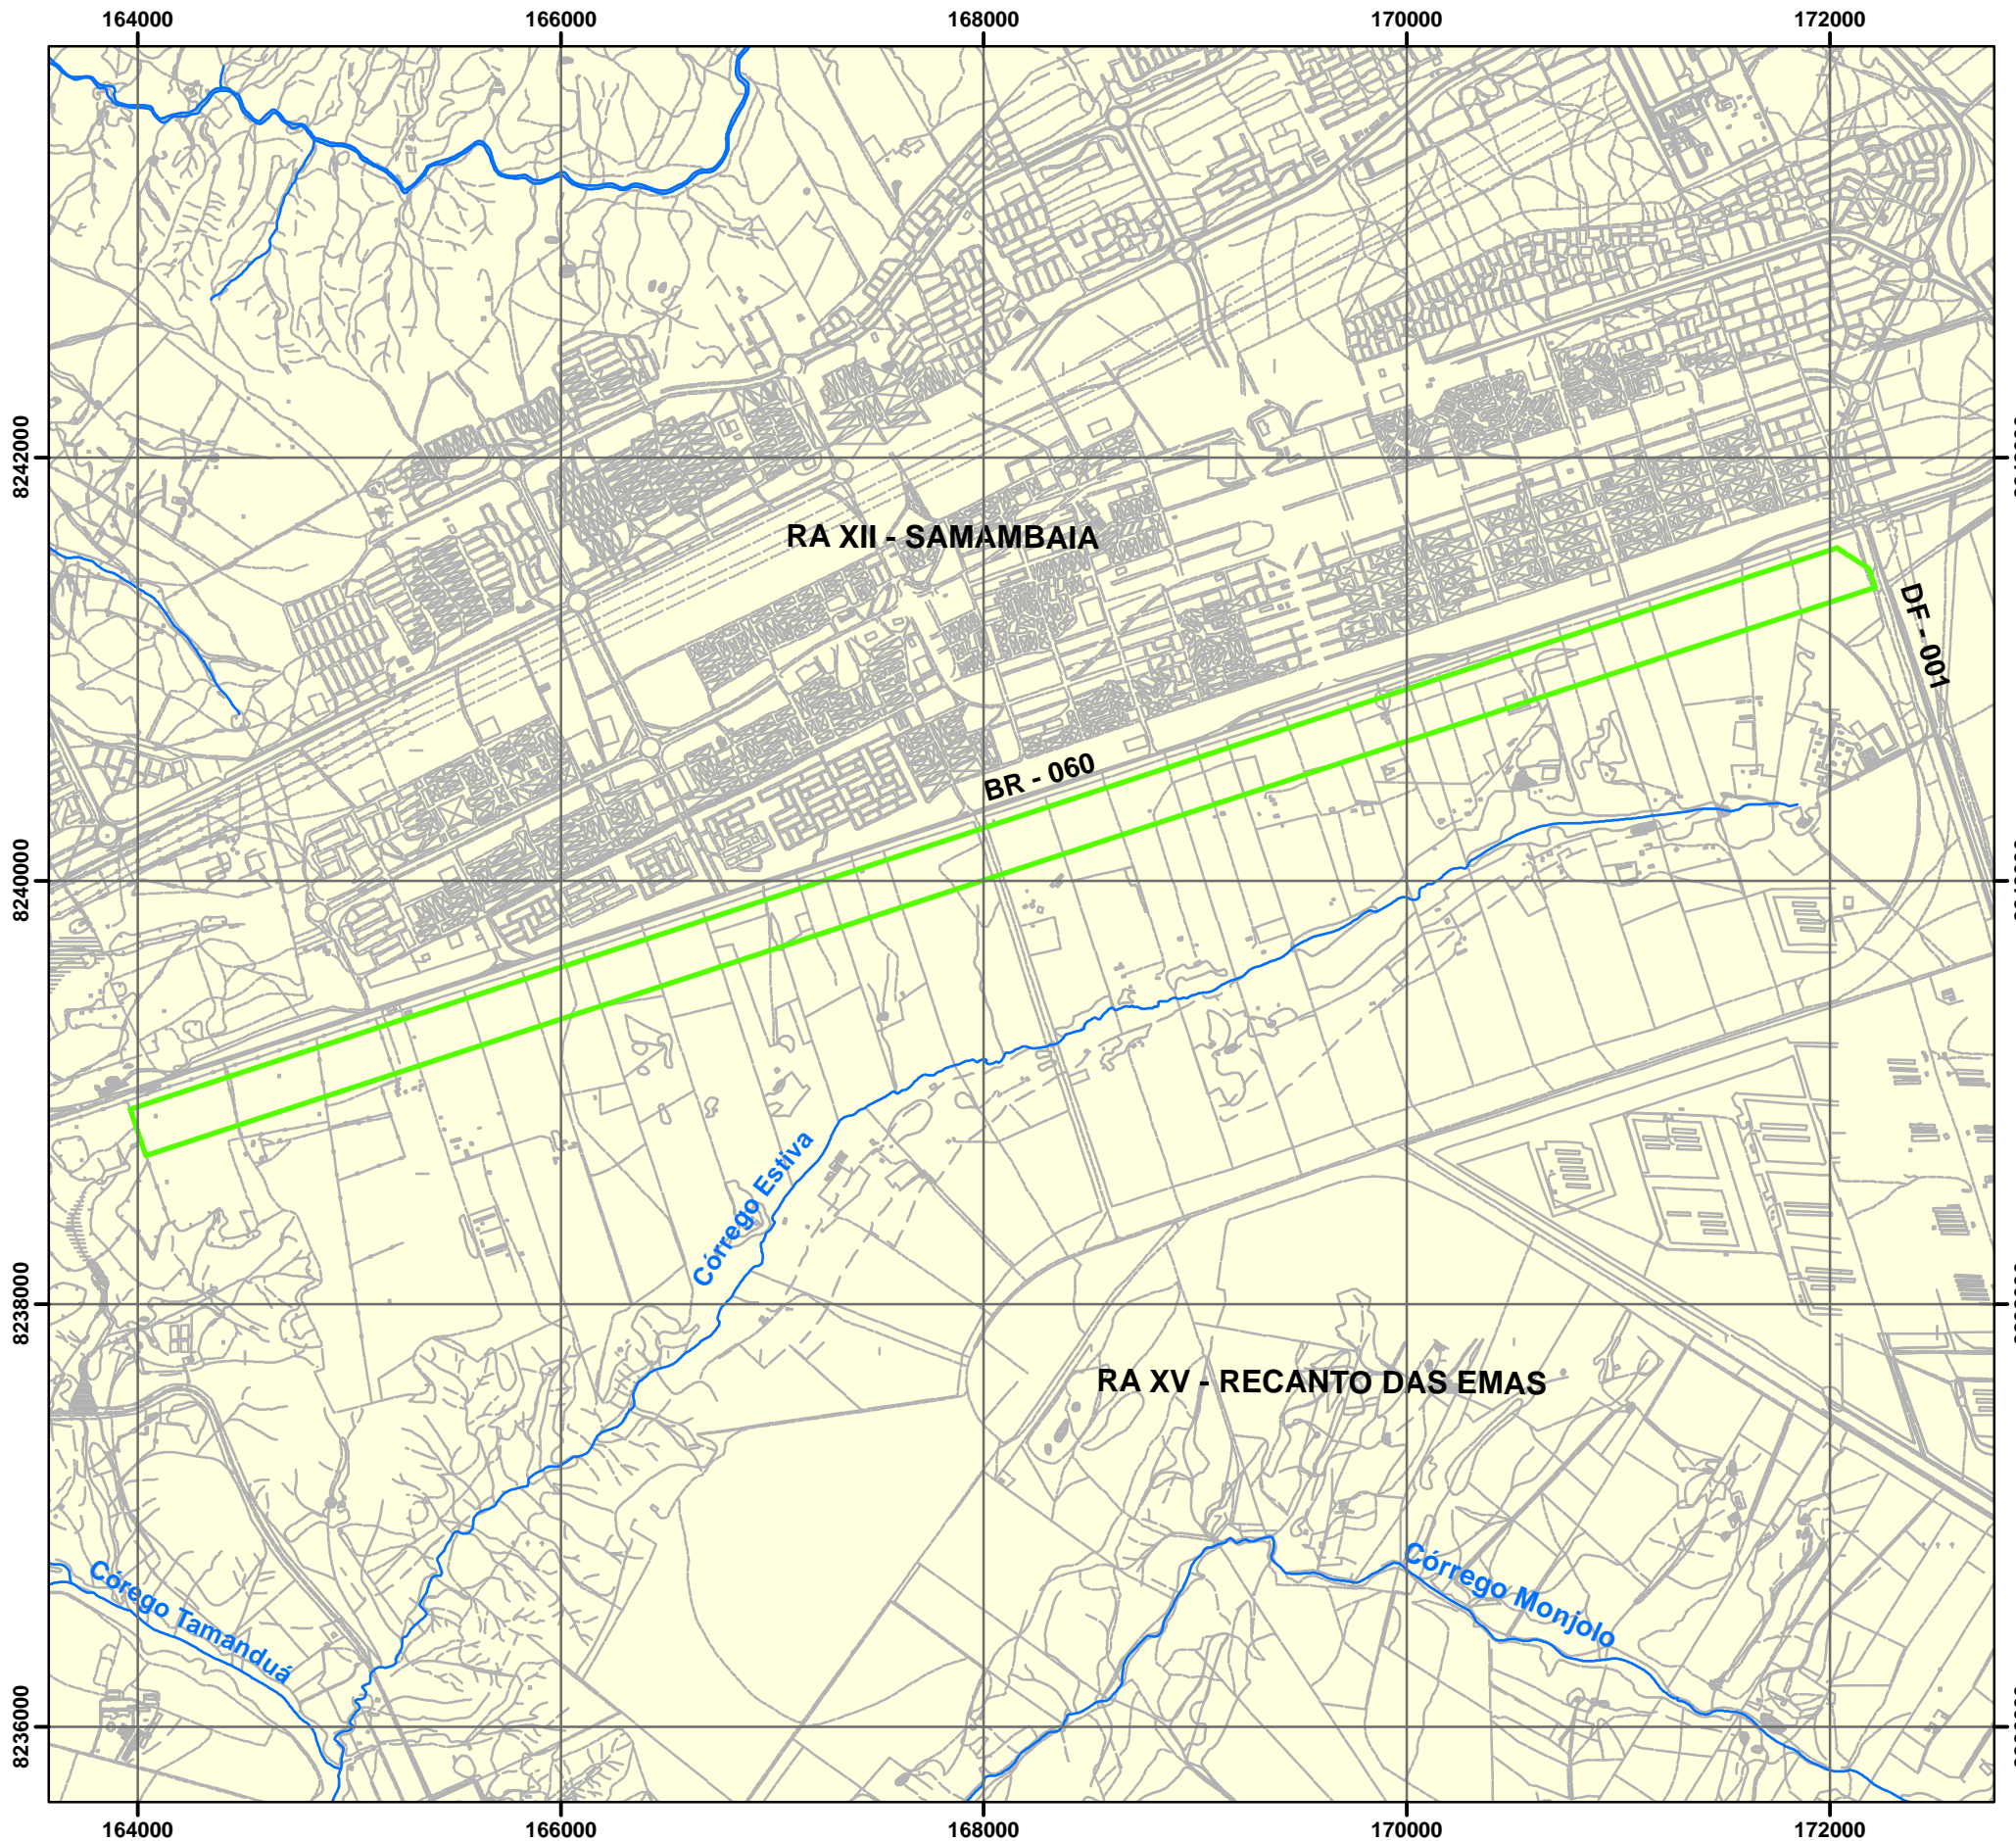 164000 166000 168000 170000 172000
8242000
RA XII - SAMAMBAIA
DF - 001
BR - 060
8240000
Córrego Estiva
8238000
RA XV - RECANTO DAS EMAS
Córrego Monjolo
Córego Tamanduá
8236000
164000 166000 168000 170000 172000